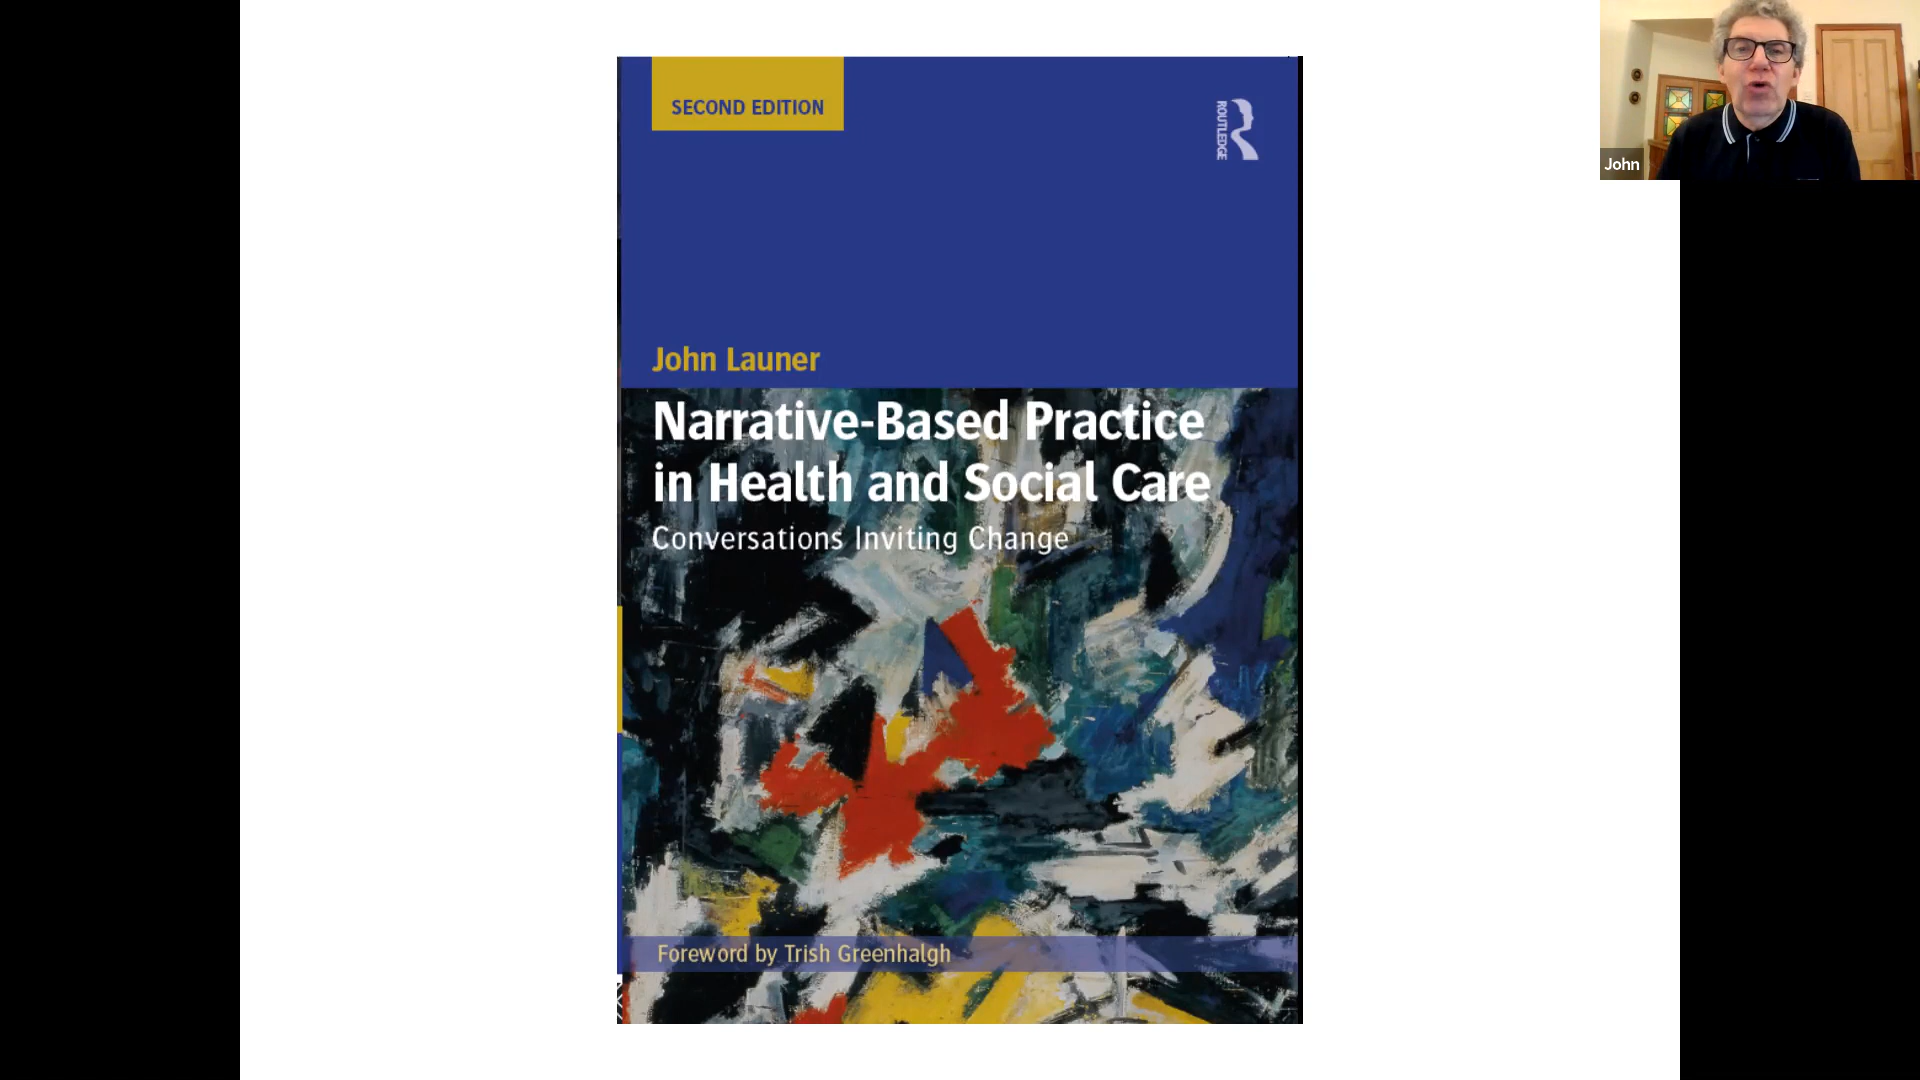 SECOND EDITION
ROUTLEDGE
John
John Launer
Narrative-Based Practice
in Health and Social Care
Conversations Inviting Change
Foreword by Trish Greenhalgh